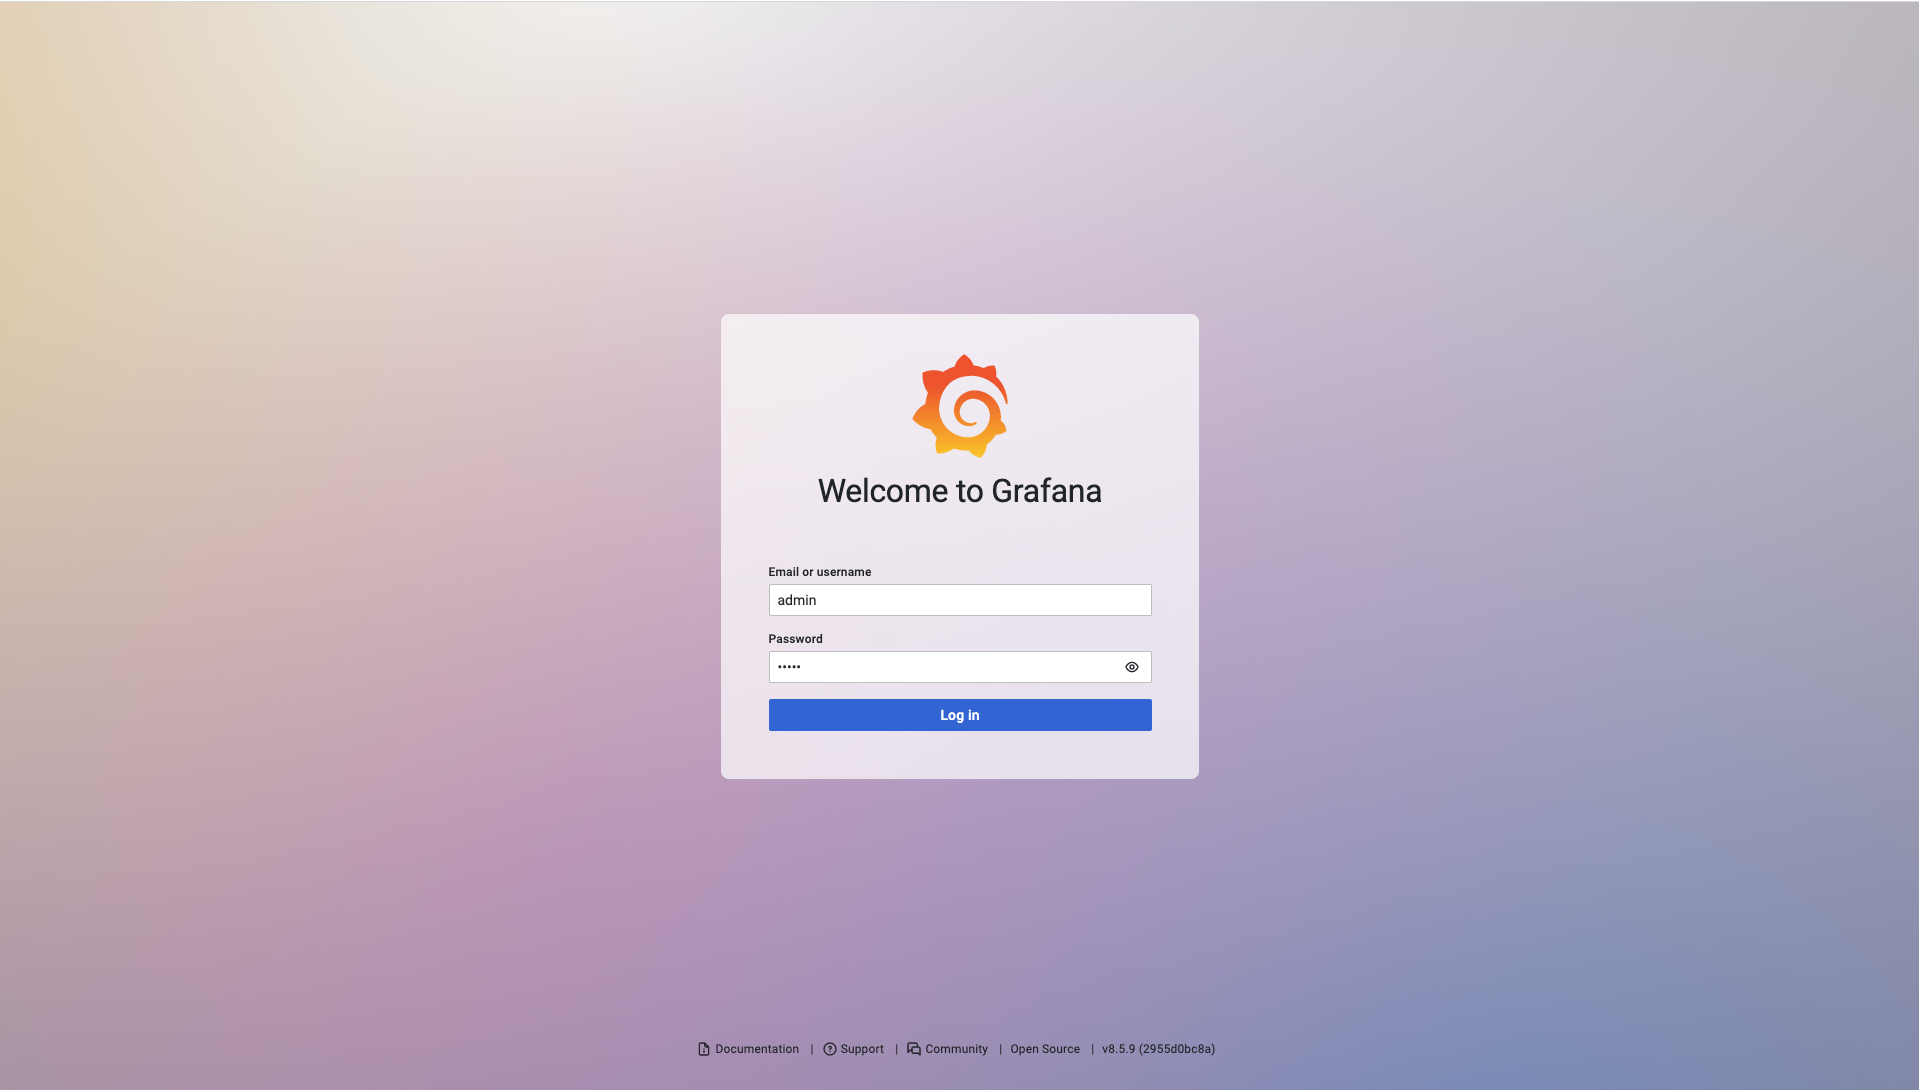 Welcome to Grafana
Email or username
admin
Password
•••••
Log in
Documentation | Support | Community | Open Source | v8.5.9 (2955d0bc8a)